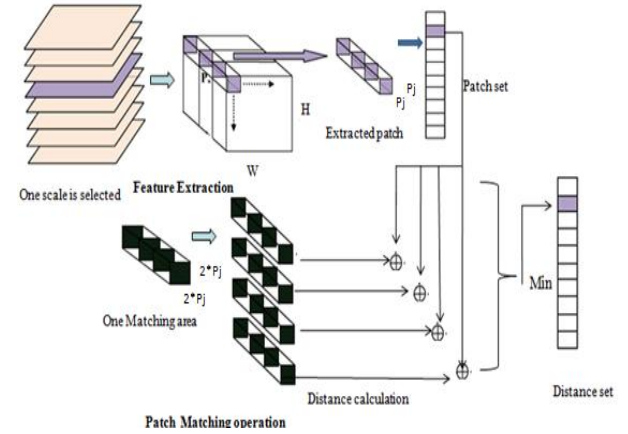 P
Pj
Pj
Patch set
H
Extracted patch
W
One scale is selected
Feature Extraction
2*Pj
2*Pj
One Matching area
Min
Distance calculation
Distance set
Patch Matching operation